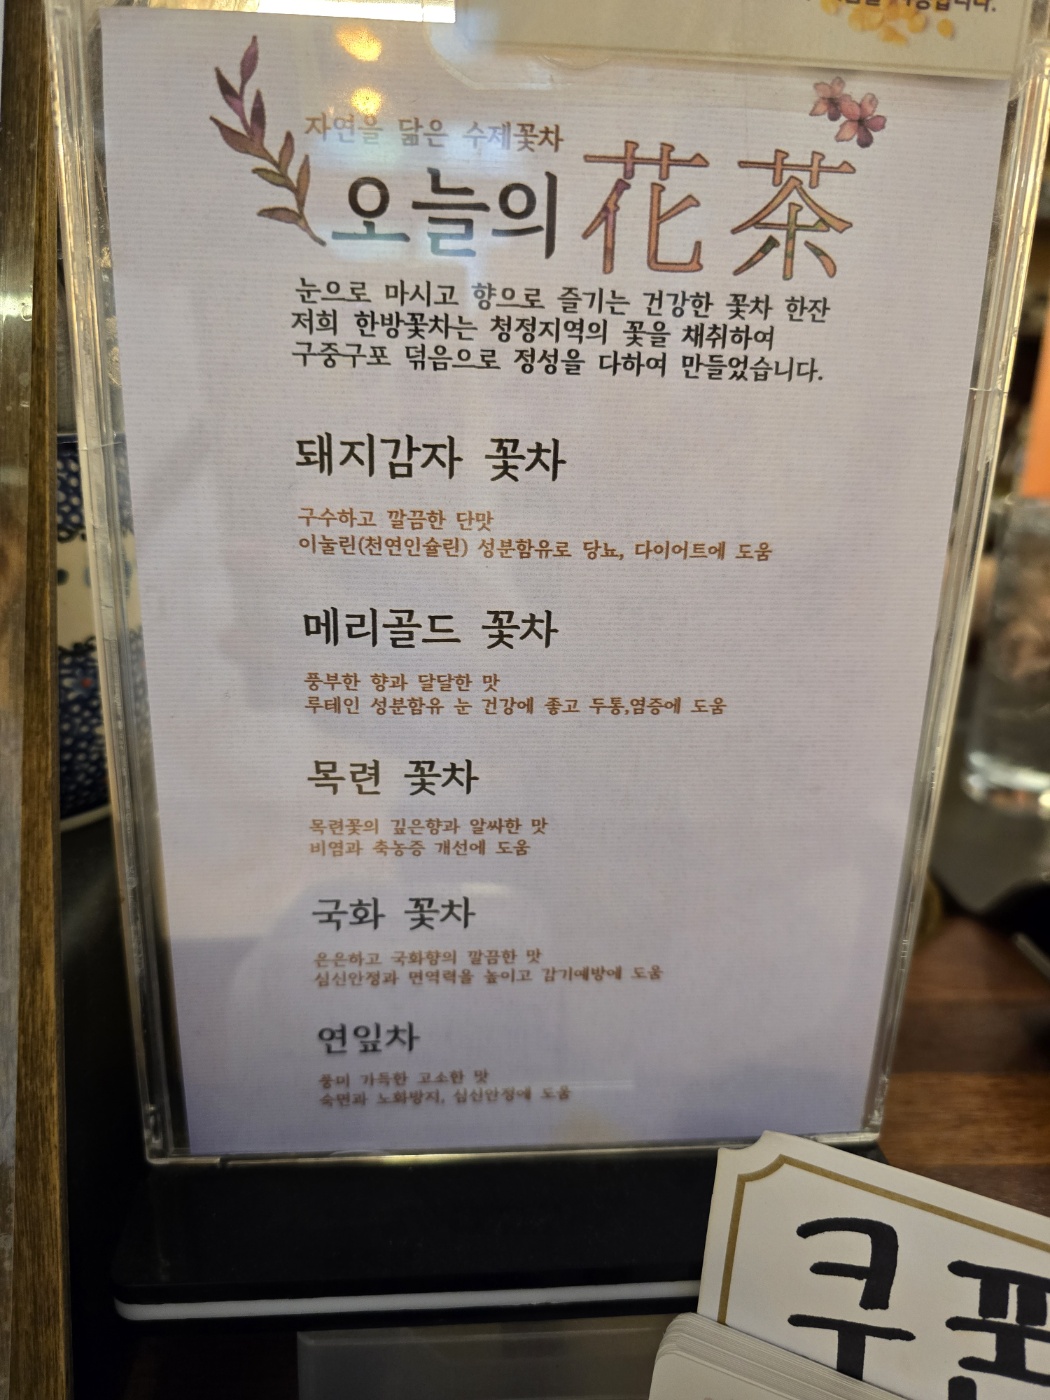 자연을 닮은 수제꽃차
오늘의 花茶
눈으로 마시고 향으로 즐기는 건강한 꽃차 한잔
저희 한방꽃차는 청정지역의 꽃을 채취하여
구중구포 덖음으로 정성을 다하여 만들었습니다.
돼지감자 꽃차
구수하고 깔끔한 단맛
이눌린(천연인슐린) 성분함유로 당뇨, 다이어트에 도움
메리골드 꽃차
풍부한 향과 달달한 맛
루테인 성분함유 눈 건강에 좋고 두통,염증에 도움
목련 꽃차
목련꽃의 깊은향과 알싸한 맛
비염과 축농증 개선에 도움
국화 꽃차
은은하고 국화향의 깔끔한 맛
심신안정과 면역력을 높이고 감기예방에 도움
연잎차
풍미 가득한 고소한 맛
숙면과 노화방지, 심신안정에 도움
쿠폰